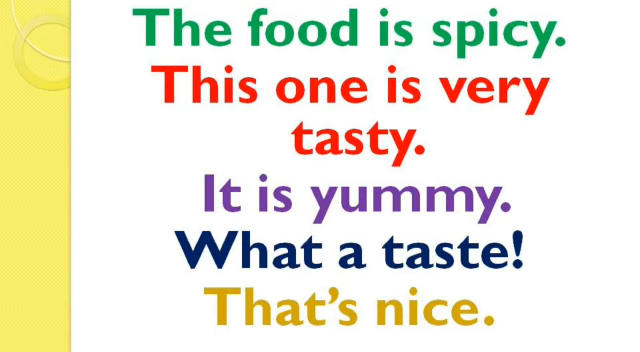 The food is spicy.
This one is very
tasty.
It is yummy.
What a taste!
That’s nice.